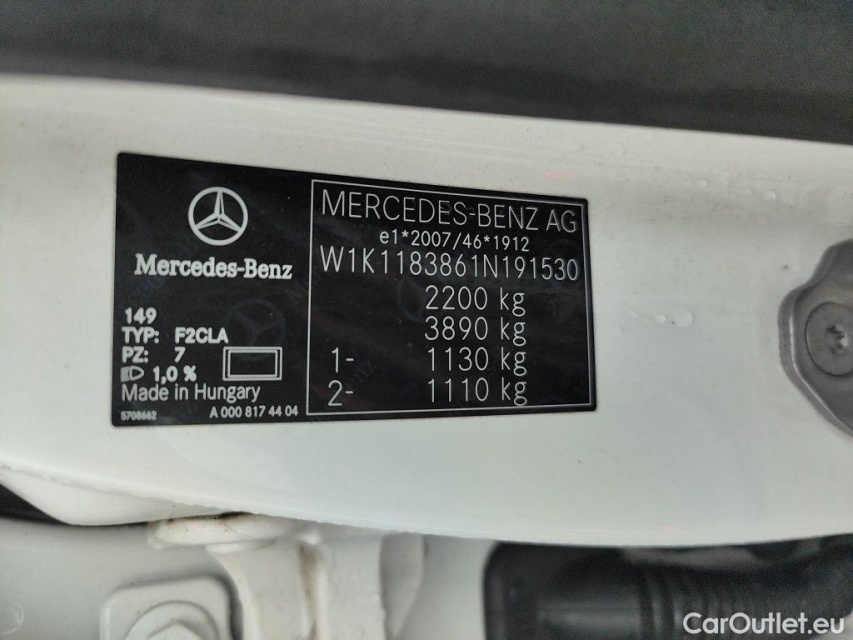 Mercedes-Benz
149
TYP: F2CLA
PZ: 7
1,0 %
Made in Hungary
5708662
A 000 817 44 04
MERCEDES-BENZ AG
e1*2007/46*1912
W1K1183861N191530
2200 kg
3890 kg
1- 1130 kg
2- 1110 kg
CarOutlet.eu